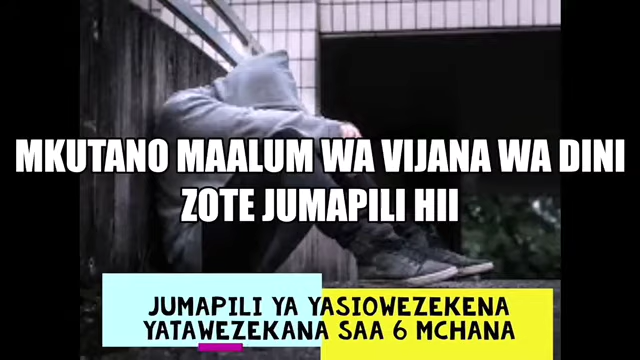 MKUTANO MAALUM WA VIJANA WA DINI
ZOTE JUMAPILI HII
JUMAPILI YA YASIOWEZEKENA
YATAWEZEKANA SAA 6 MCHANA